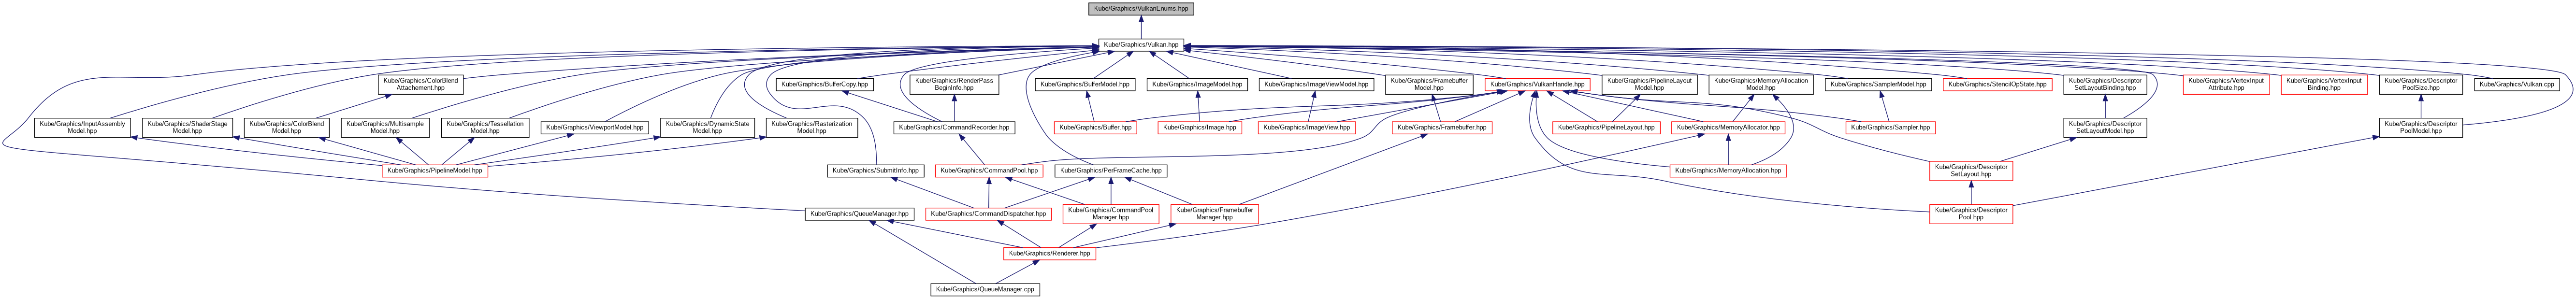 Kube/Graphics/VulkanEnums.hpp
Kube/Graphics/Vulkan.hpp
Kube/Graphics/ColorBlend
Attachement.hpp
Kube/Graphics/BufferCopy.hpp
Kube/Graphics/RenderPass
BeginInfo.hpp
Kube/Graphics/BufferModel.hpp
Kube/Graphics/ImageModel.hpp
Kube/Graphics/ImageViewModel.hpp
Kube/Graphics/Framebuffer
Model.hpp
Kube/Graphics/VulkanHandle.hpp
Kube/Graphics/PipelineLayout
Model.hpp
Kube/Graphics/MemoryAllocation
Model.hpp
Kube/Graphics/SamplerModel.hpp
Kube/Graphics/StencilOpState.hpp
Kube/Graphics/Descriptor
SetLayoutBinding.hpp
Kube/Graphics/VertexInput
Attribute.hpp
Kube/Graphics/VertexInput
Binding.hpp
Kube/Graphics/Descriptor
PoolSize.hpp
Kube/Graphics/Vulkan.cpp
Kube/Graphics/InputAssembly
Model.hpp
Kube/Graphics/ShaderStage
Model.hpp
Kube/Graphics/ColorBlend
Model.hpp
Kube/Graphics/Multisample
Model.hpp
Kube/Graphics/Tessellation
Model.hpp
Kube/Graphics/ViewportModel.hpp
Kube/Graphics/DynamicState
Model.hpp
Kube/Graphics/Rasterization
Model.hpp
Kube/Graphics/CommandRecorder.hpp
Kube/Graphics/Buffer.hpp
Kube/Graphics/Image.hpp
Kube/Graphics/ImageView.hpp
Kube/Graphics/Framebuffer.hpp
Kube/Graphics/PipelineLayout.hpp
Kube/Graphics/MemoryAllocator.hpp
Kube/Graphics/Sampler.hpp
Kube/Graphics/Descriptor
SetLayoutModel.hpp
Kube/Graphics/Descriptor
PoolModel.hpp
Kube/Graphics/PipelineModel.hpp
Kube/Graphics/SubmitInfo.hpp
Kube/Graphics/CommandPool.hpp
Kube/Graphics/PerFrameCache.hpp
Kube/Graphics/MemoryAllocation.hpp
Kube/Graphics/Descriptor
SetLayout.hpp
Kube/Graphics/QueueManager.hpp
Kube/Graphics/CommandDispatcher.hpp
Kube/Graphics/CommandPool
Manager.hpp
Kube/Graphics/Framebuffer
Manager.hpp
Kube/Graphics/Descriptor
Pool.hpp
Kube/Graphics/Renderer.hpp
Kube/Graphics/QueueManager.cpp